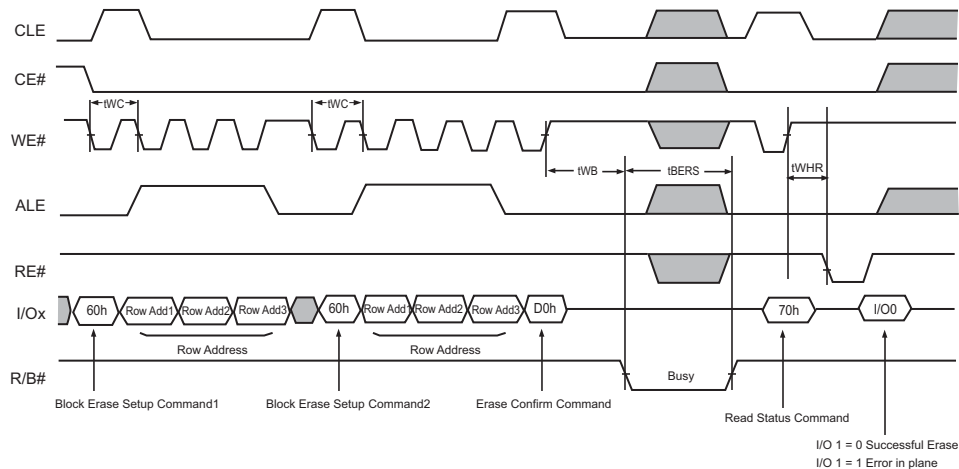 CLE
CE#
tWC
tWC
WE#
tWB
tBERS
tWHR
ALE
RE#
I/Ox
60h
Row Add1
Row Add2
Row Add3
60h
Row Add1
Row Add2
Row Add3
D0h
70h
I/O0
Row Address
Row Address
R/B#
Busy
Block Erase Setup Command1
Block Erase Setup Command2
Erase Confirm Command
Read Status Command
I/O 1 = 0 Successful Erase
I/O 1 = 1 Error in plane